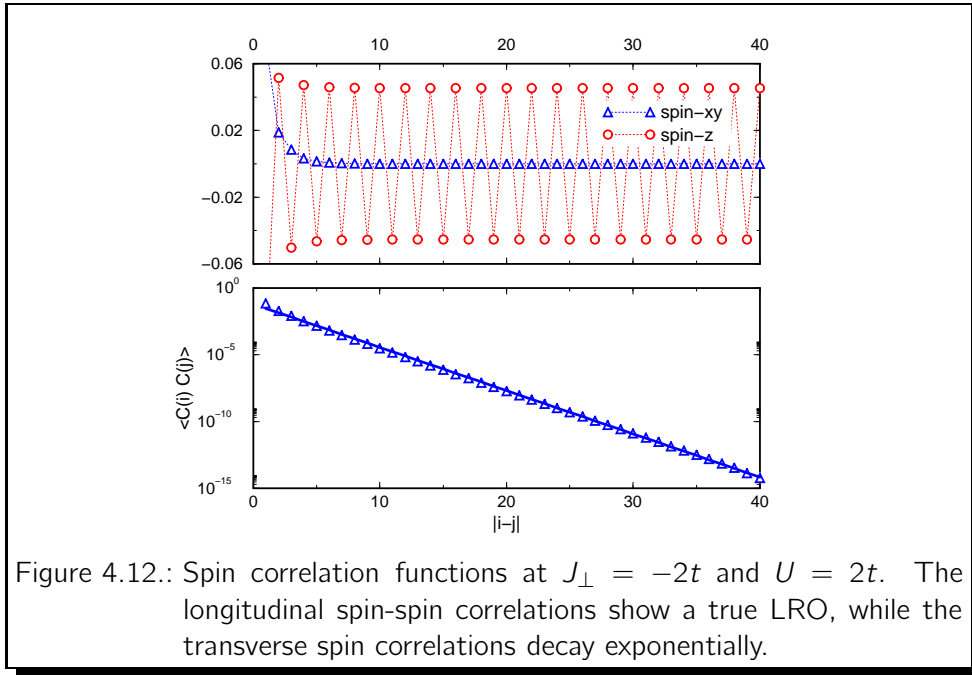 0 10 20 30 40
0.06
0.02
−0.02
−0.06
spin−xy
spin−z
10^0
10^−5
10^−10
10^−15
<C(i) C(j)>
0 10 20 30 40
|i−j|
Figure 4.12.: Spin correlation functions at J⊥ = −2t and U = 2t. The
longitudinal spin-spin correlations show a true LRO, while the
transverse spin correlations decay exponentially.